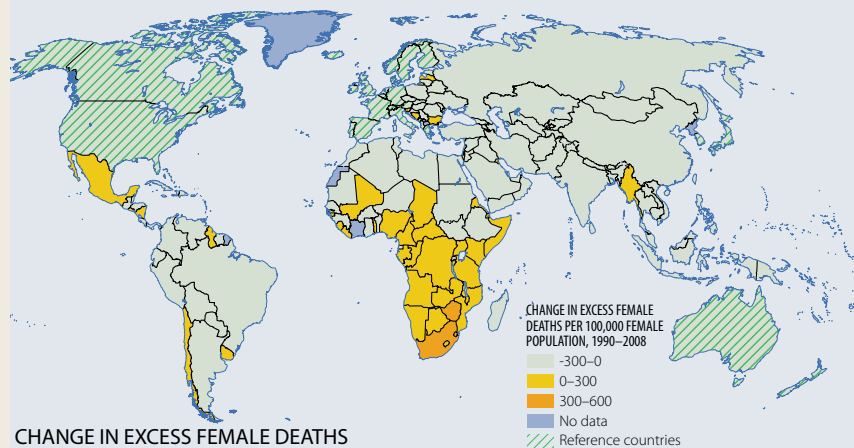 CHANGE IN EXCESS FEMALE
DEATHS PER 100,000 FEMALE
POPULATION, 1990–2008
-300–0
0–300
300–600
No data
Reference countries
CHANGE IN EXCESS FEMALE DEATHS